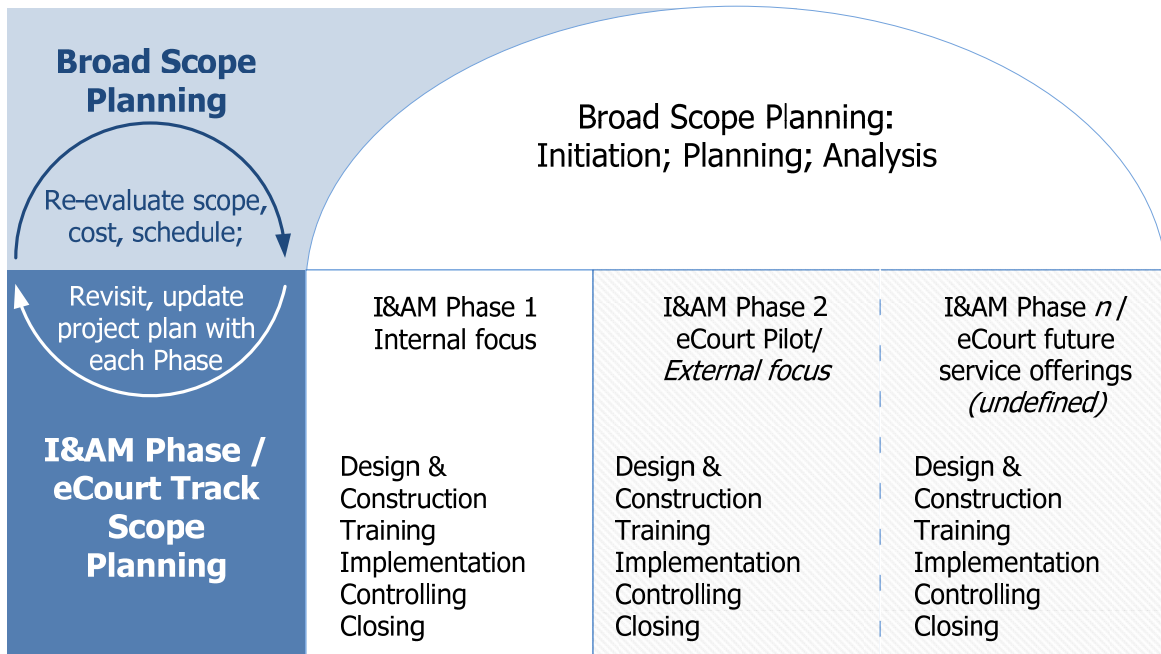 Broad Scope
Planning
Re-evaluate scope,
cost, schedule;
Broad Scope Planning:
Initiation; Planning; Analysis
Revisit, update
project plan with
each Phase
I&AM Phase /
eCourt Track
Scope
Planning
I&AM Phase 1
Internal focus
Design &
Construction
Training
Implementation
Controlling
Closing
I&AM Phase 2
eCourt Pilot/
External focus
Design &
Construction
Training
Implementation
Controlling
Closing
I&AM Phase n /
eCourt future
service offerings
(undefined)
Design &
Construction
Training
Implementation
Controlling
Closing